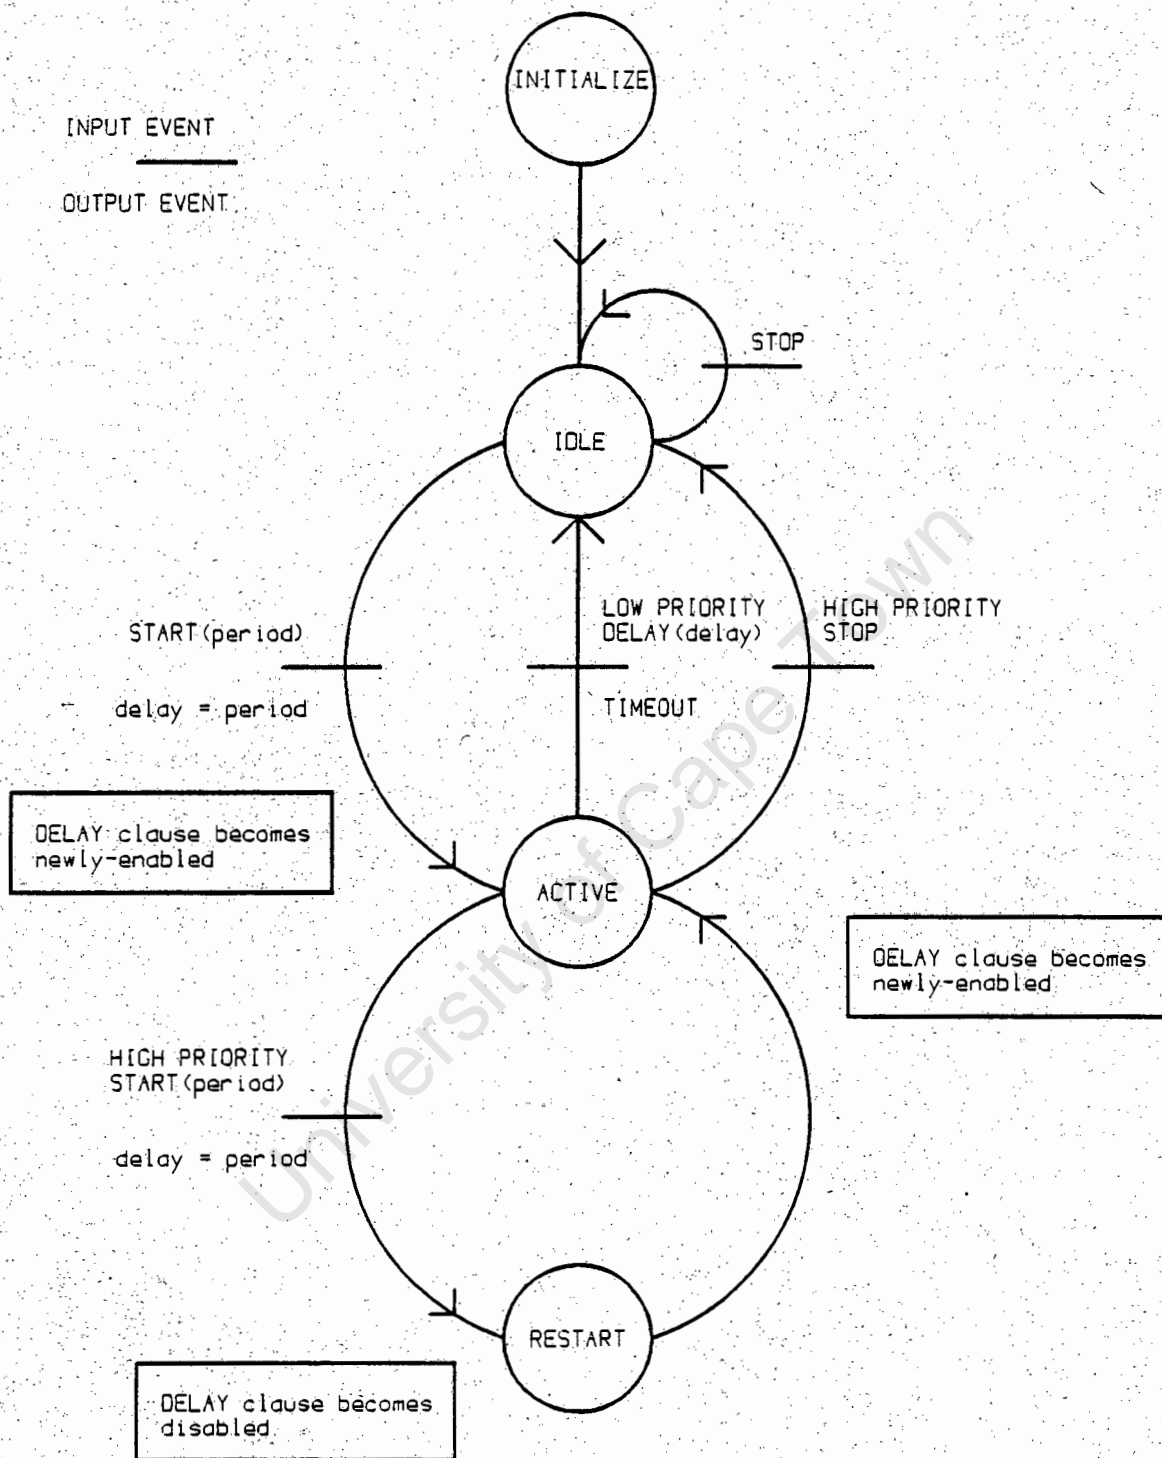 INITIALIZE
INPUT EVENT
OUTPUT EVENT
STOP
IDLE
START(period)
delay = period
LOW PRIORITY
DELAY(delay)
TIMEOUT
HIGH PRIORITY
STOP
DELAY clause becomes
newly-enabled
ACTIVE
DELAY clause becomes
newly-enabled
HIGH PRIORITY
START(period)
delay = period
RESTART
DELAY clause becomes
disabled
University of Cape Town